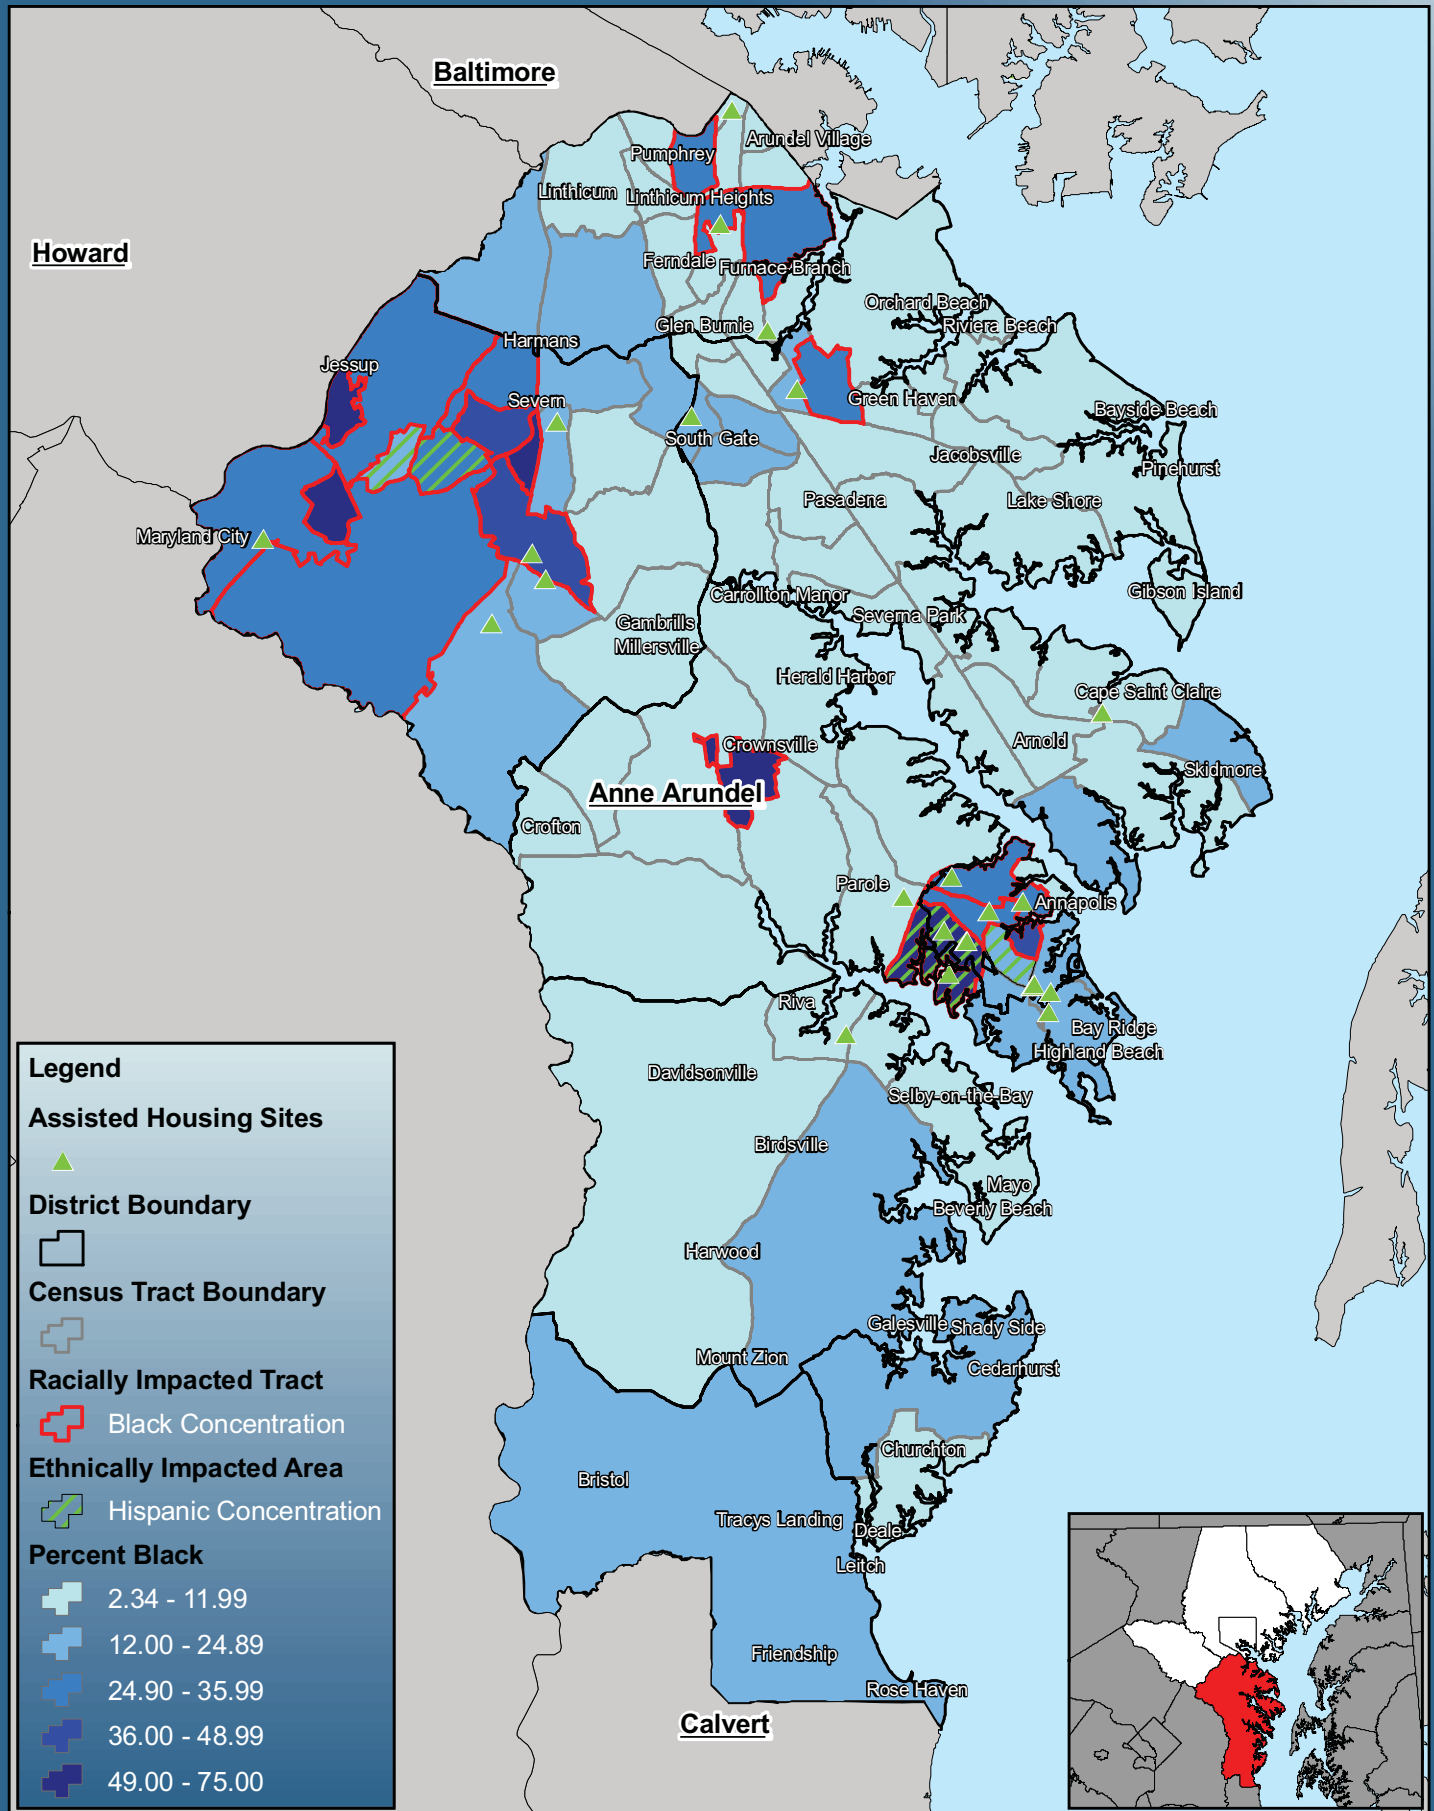 Baltimore
Arundel Village
Pumphrey
Linthicum
Linthicum Heights
Howard
Ferndale
Furnace Branch
Orchard Beach
Glen Burnie
Riviera Beach
Harmans
Jessup
Severn
Green Haven
Bayside Beach
South Gate
Jacobsville
Pinehurst
Pasadena
Lake Shore
Maryland City
Gibson Island
Carrollton Manor
Severna Park
Gambrills
Millersville
Herald Harbor
Cape Saint Claire
Arnold
Crownsville
Skidmore
Anne Arundel
Crofton
Parole
Annapolis
Riva
Bay Ridge
Highland Beach
Davidsonville
Selby-on-the-Bay
Birdsville
Mayo
Beverly Beach
Harwood
Galesville
Shady Side
Mount Zion
Cedarhurst
Churchton
Bristol
Tracys Landing
Deale
Leitch
Friendship
Rose Haven
Calvert
Legend
Assisted Housing Sites
District Boundary
Census Tract Boundary
Racially Impacted Tract
Black Concentration
Ethnically Impacted Area
Hispanic Concentration
Percent Black
2.34 - 11.99
12.00 - 24.89
24.90 - 35.99
36.00 - 48.99
49.00 - 75.00